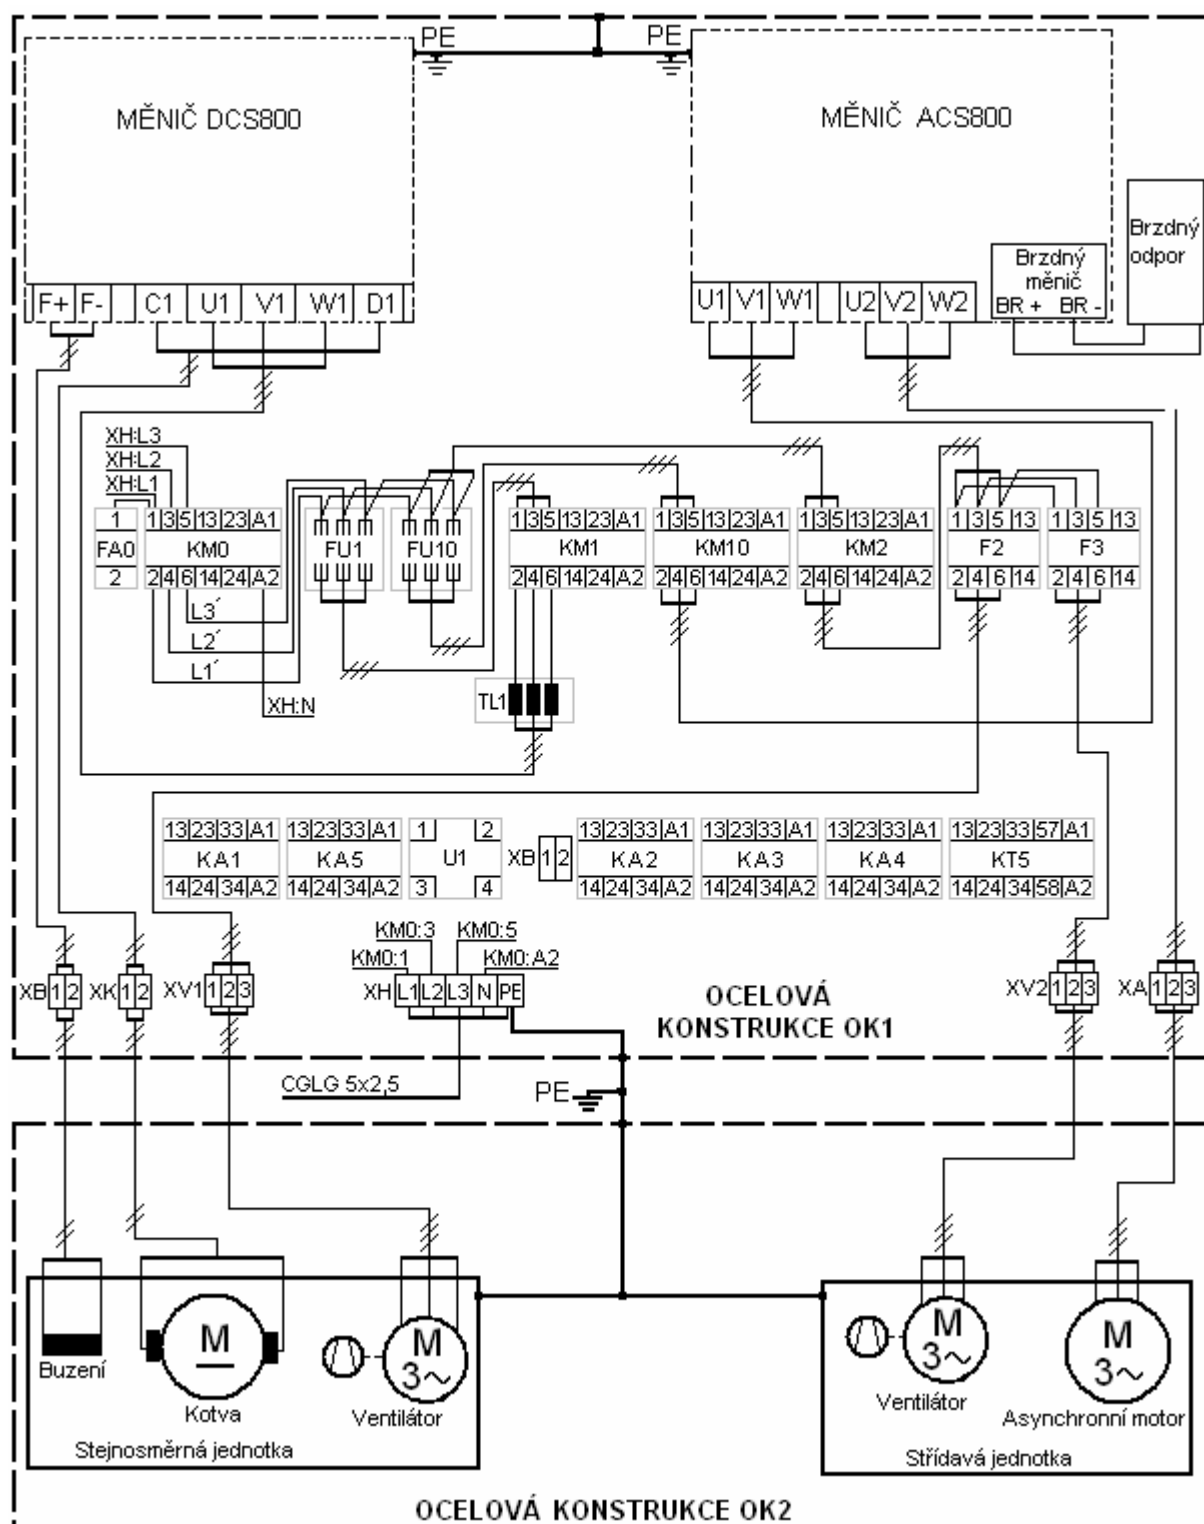 PE PE
MĚNIČ DCS800 MĚNIČ ACS800
Brzdný
odpor
Brzdný
měnič
BR + BR -
F+ F- C1 U1 V1 W1 D1
U1 V1 W1 U2 V2 W2
XH:L3
XH:L2
XH:L1
1 1 3 5 13 23 A1 1 3 5 13 23 A1 1 3 5 13 23 A1 1 3 5 13 23 A1 1 3 5 13 1 3 5 13
FA0 KM0 FU1 FU10 KM1 KM10 KM2 F2 F3
2 2 4 6 14 24 A2 2 4 6 14 24 A2 2 4 6 14 24 A2 2 4 6 14 24 A2 2 4 6 14 2 4 6 14
L3´
L2´
L1´
XH:N
TL1
13 23 33 A1 13 23 33 A1 1 2 13 23 33 A1 13 23 33 A1 13 23 33 A1 13 23 33 57 A1
KA1 KA5 U1 XB 1 2 KA2 KA3 KA4 KT5
14 24 34 A2 14 24 34 A2 3 4 14 24 34 A2 14 24 34 A2 14 24 34 A2 14 24 34 58 A2
KM0:3 KM0:5
KM0:1 KM0:A2
XB 1 2 XK 1 2 XV1 1 2 3 XH L1 L2 L3 N PE XV2 1 2 3 XA 1 2 3
OCELOVÁ
KONSTRUKCE OK1
CGLG 5x2,5
PE
M
M
3~
M
3~
M
3~
Buzení
Kotva
Ventilátor
Stejnosměrná jednotka
Ventilátor
Asynchronní motor
Střídavá jednotka
OCELOVÁ KONSTRUKCE OK2